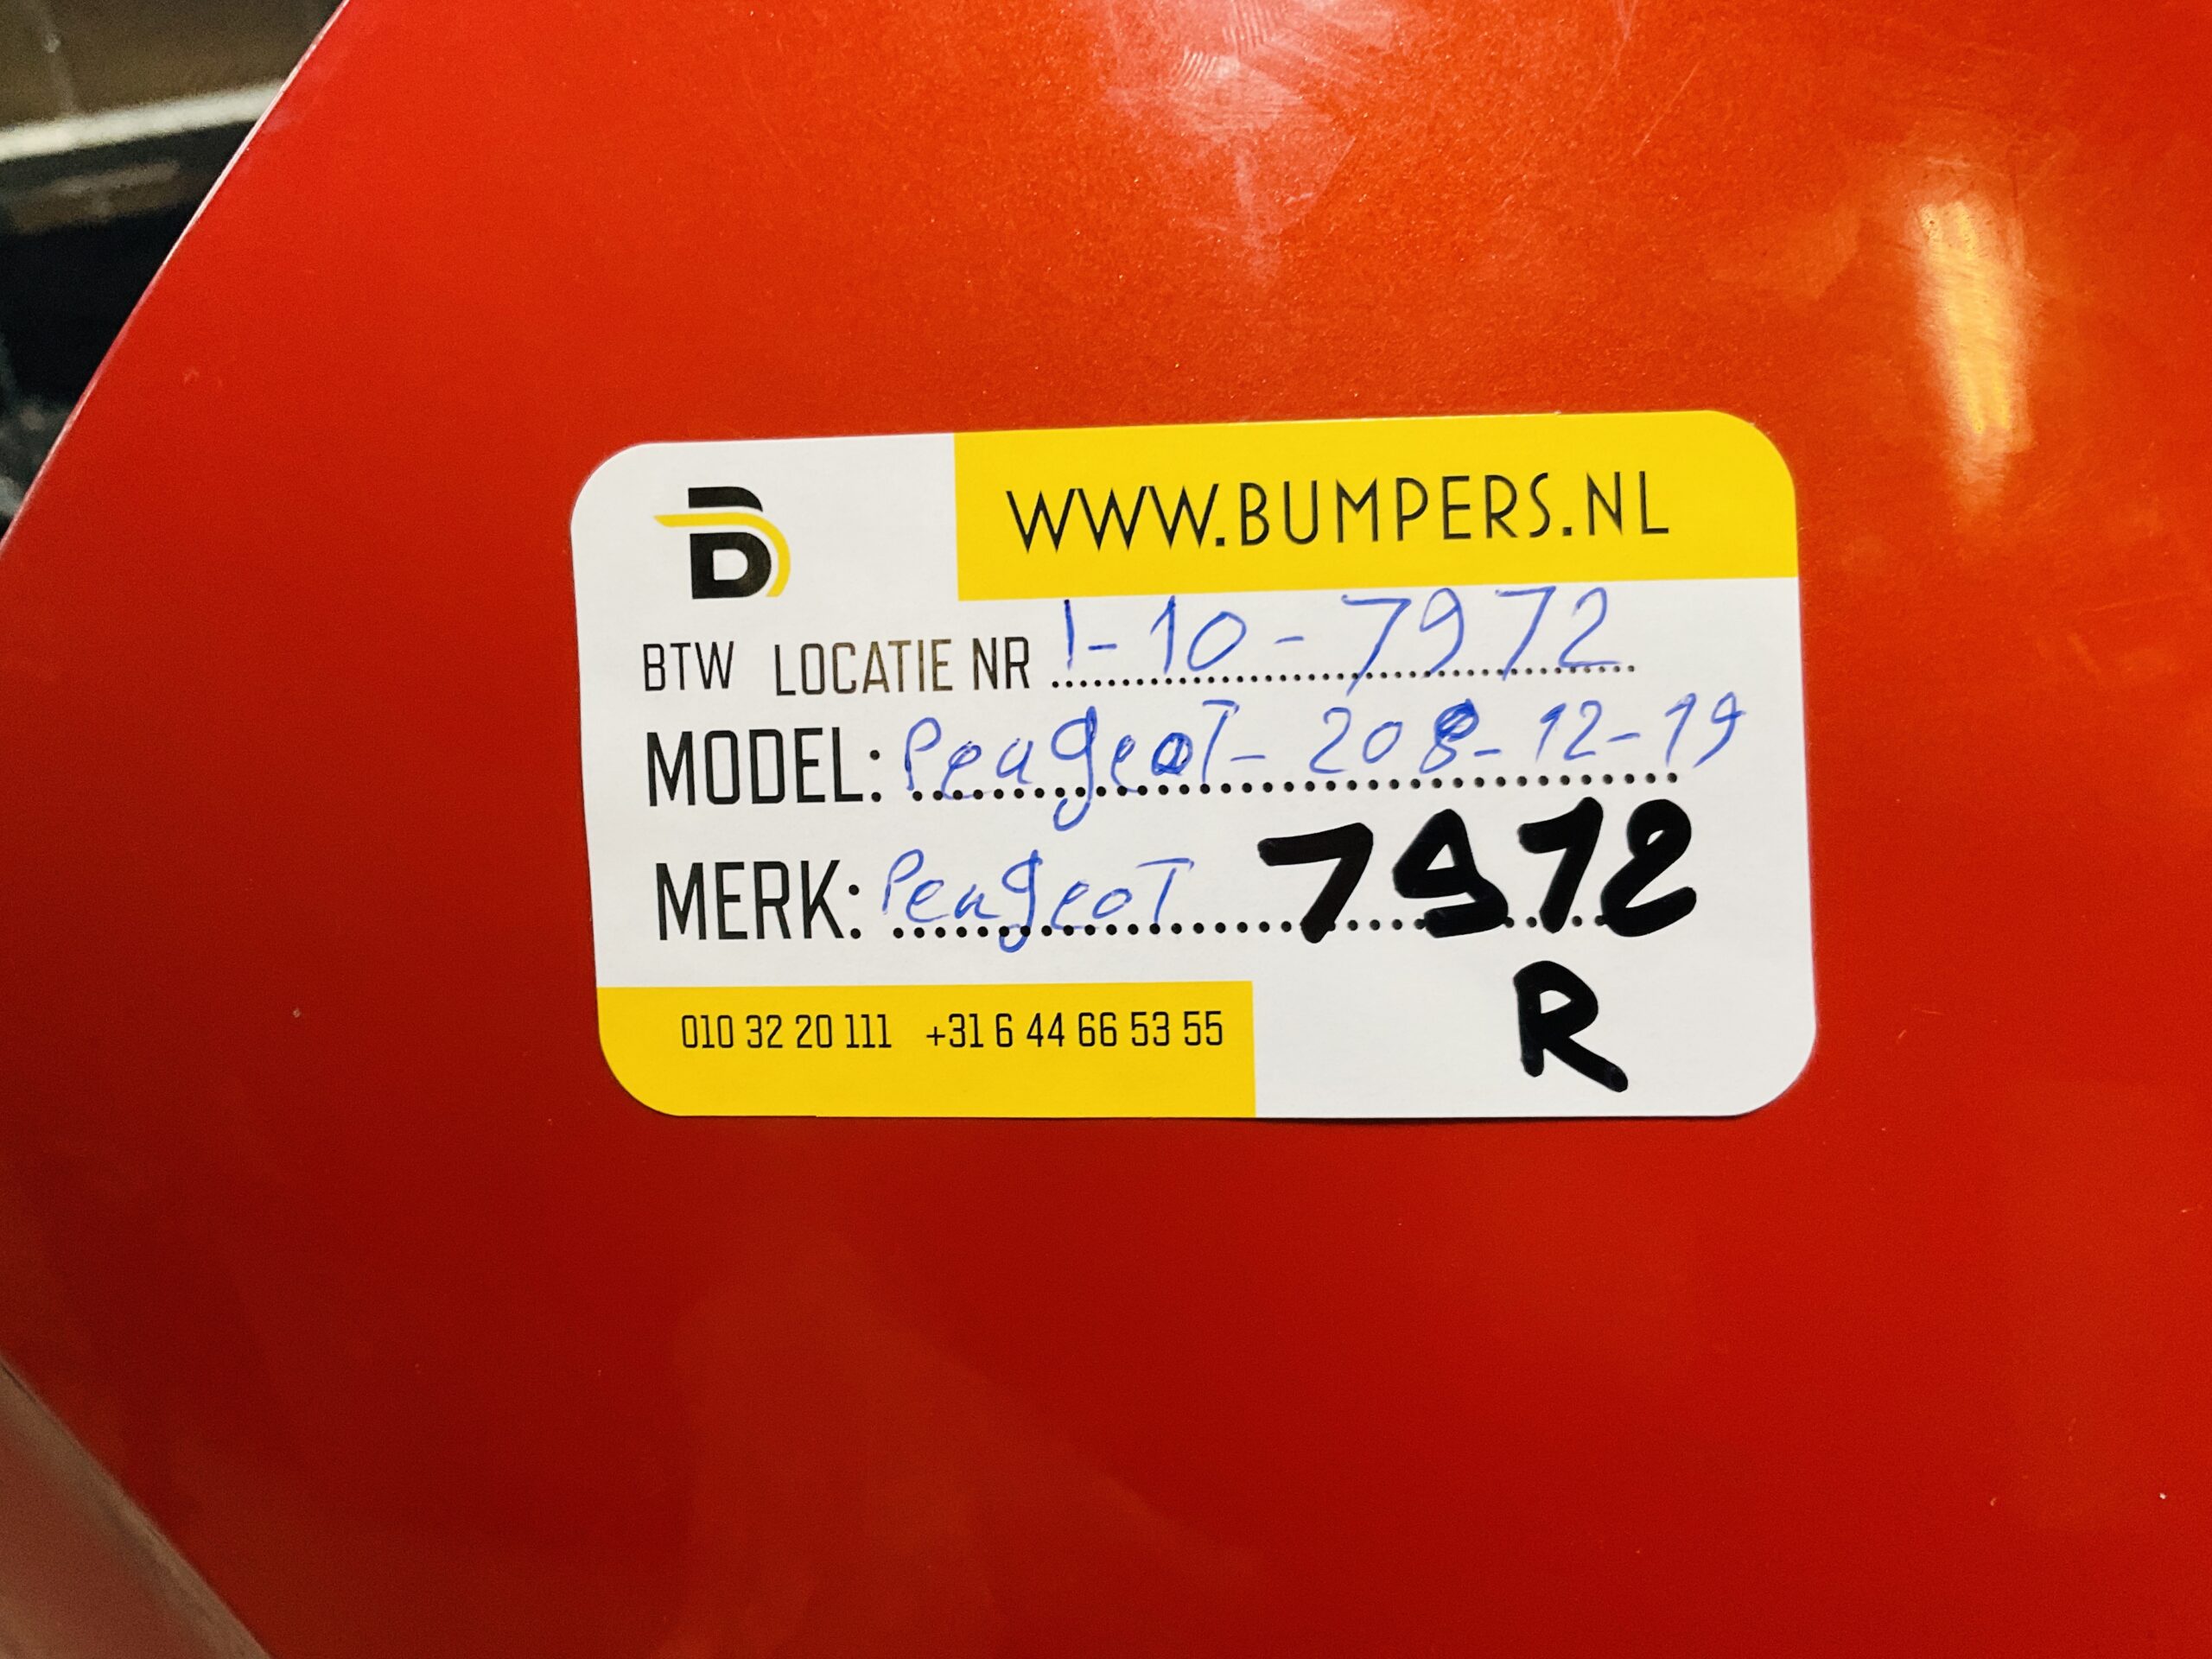 WWW.BUMPERS.NL
BTW LOCATIE NR 1-10-7972
MODEL: PeugeoT-208-12-19
MERK: PeugeoT 7972
R
010 32 20 111 +31 6 44 66 53 55